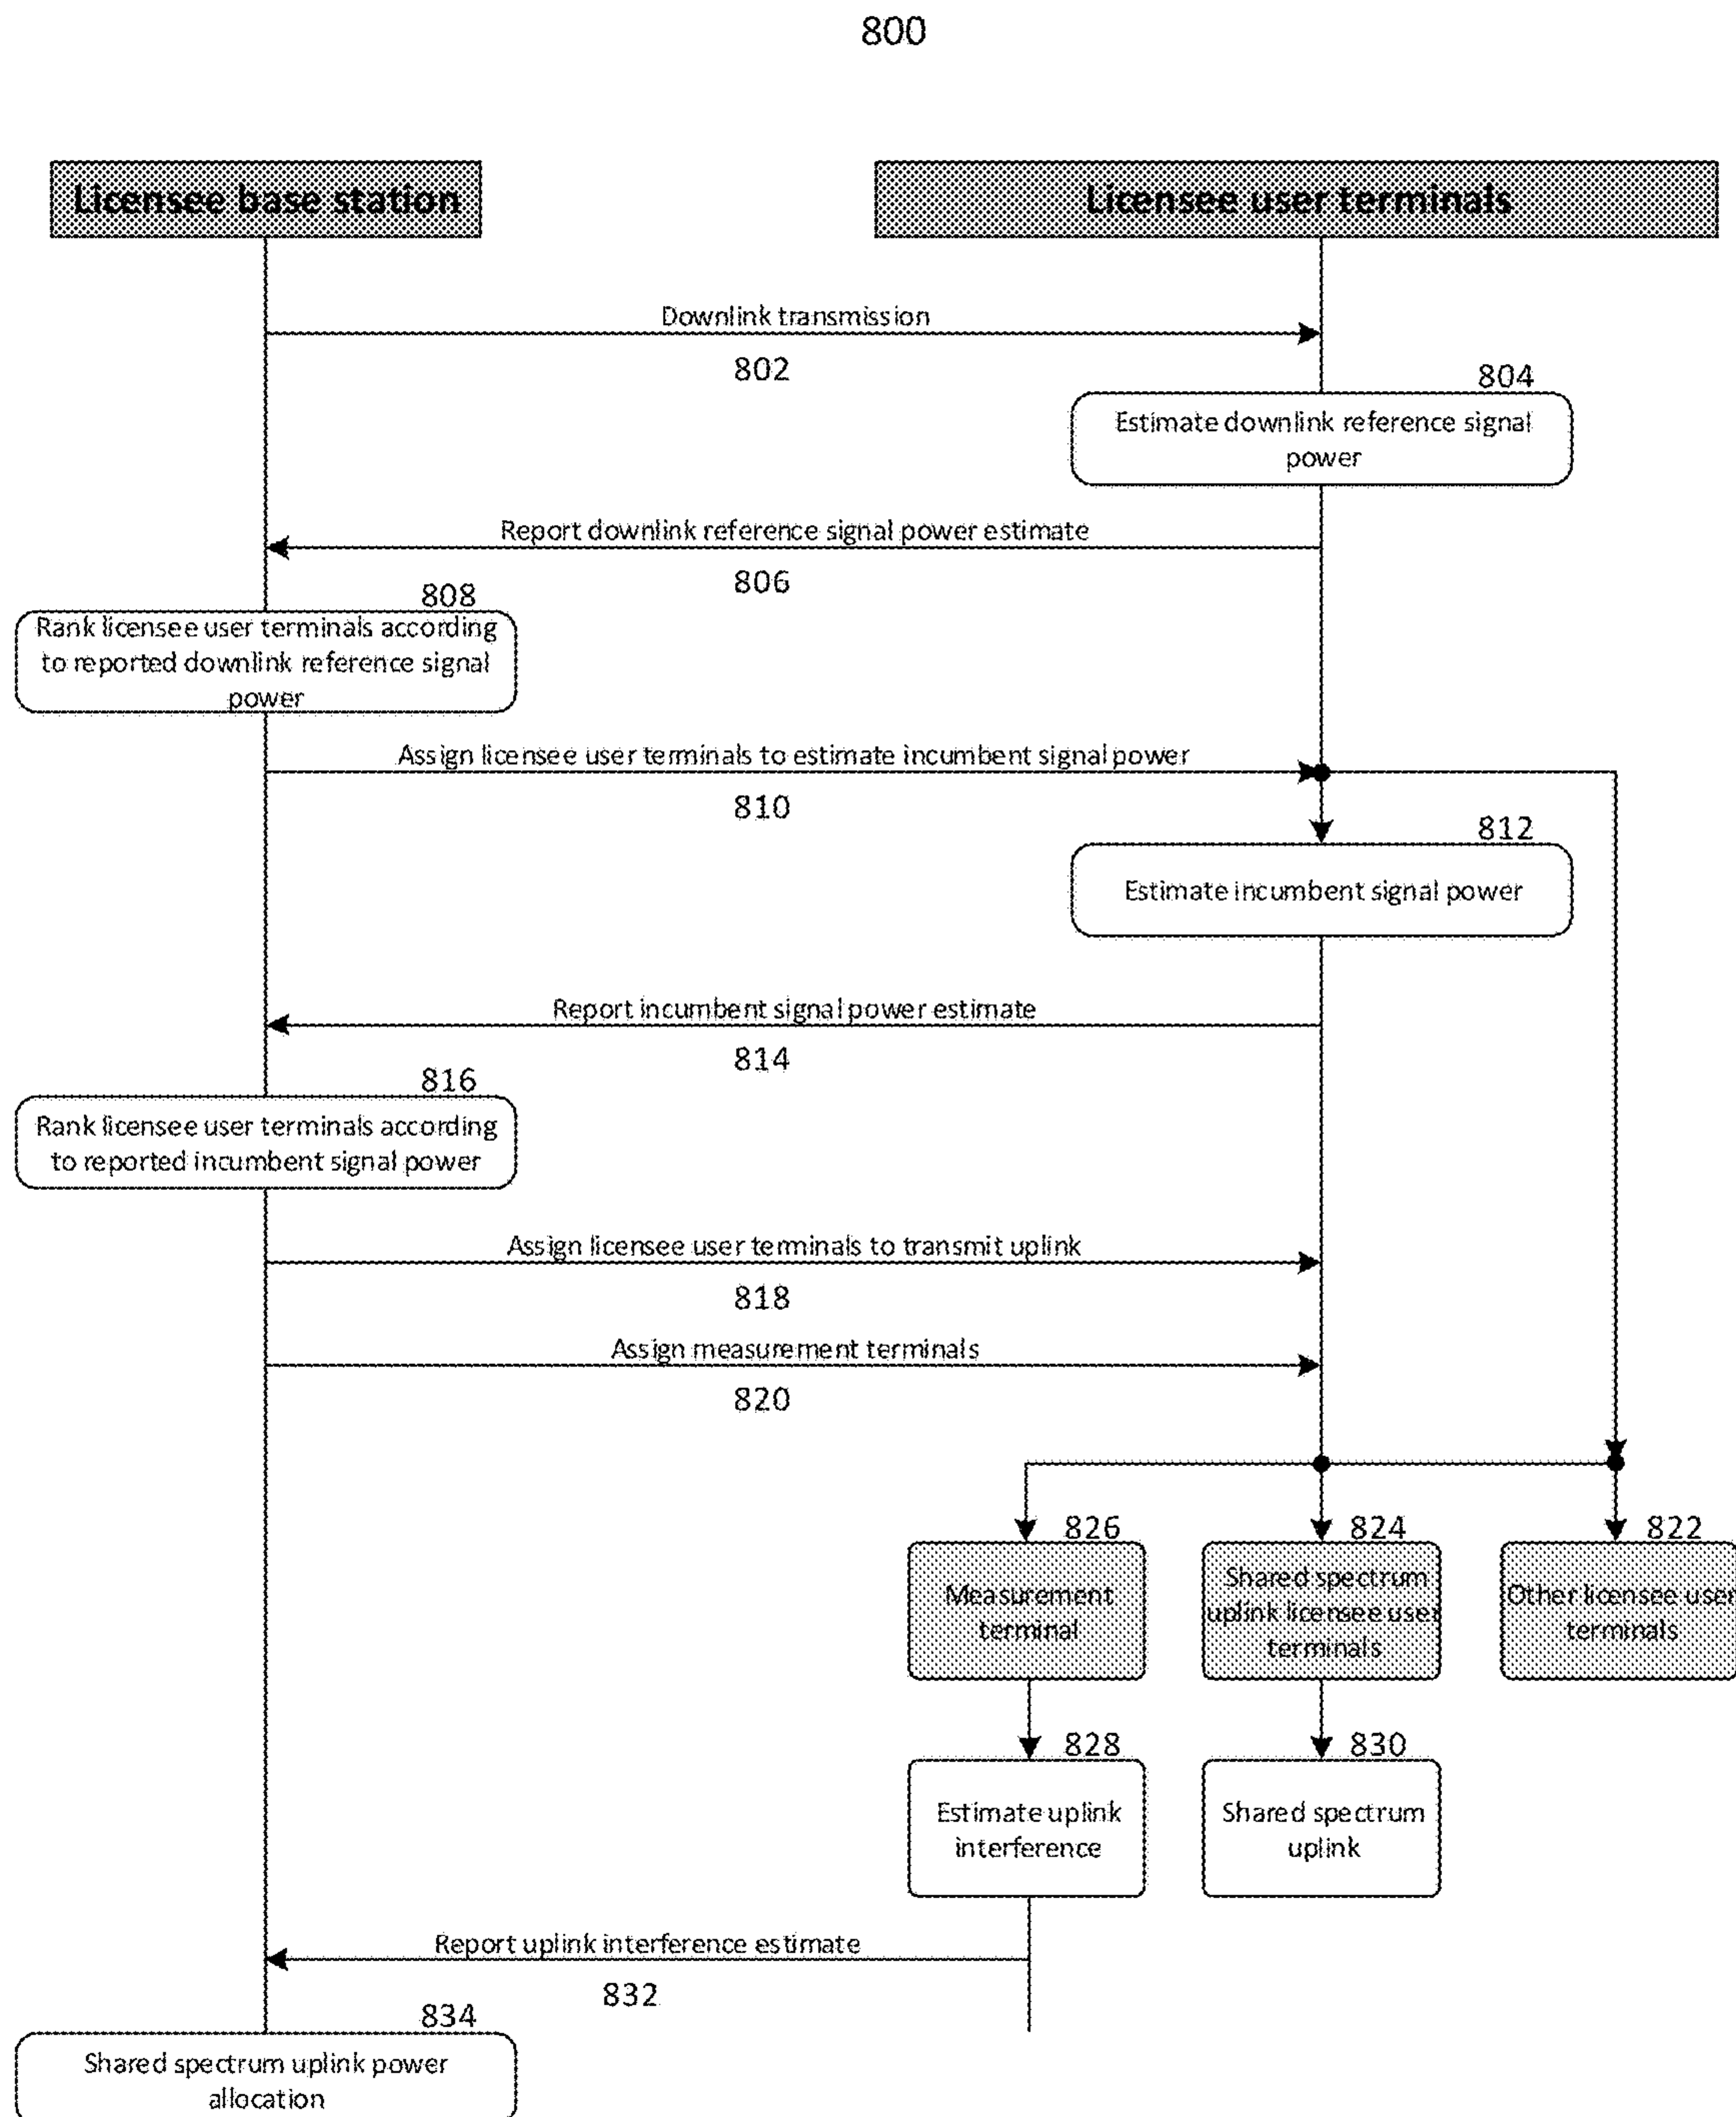 800
Licensee base station
Licensee user terminals
Downlink transmission
802
804
Estimate downlink reference signal
power
Report downlink reference signal power estimate
806
808
Rank licensee user terminals according
to reported downlink reference signal
power
Assign licensee user terminals to estimate incumbent signal power
810
812
Estimate incumbent signal power
Report incumbent signal power estimate
814
816
Rank licensee user terminals according
to reported incumbent signal power
Assign licensee user terminals to transmit uplink
818
Assign measurement terminals
820
826
Measurement
terminal
824
Shared spectrum
uplink licensee user
terminals
822
Other licensee user
terminals
828
Estimate uplink
interference
830
Shared spectrum
uplink
Report uplink interference estimate
832
834
Shared spectrum uplink power
allocation